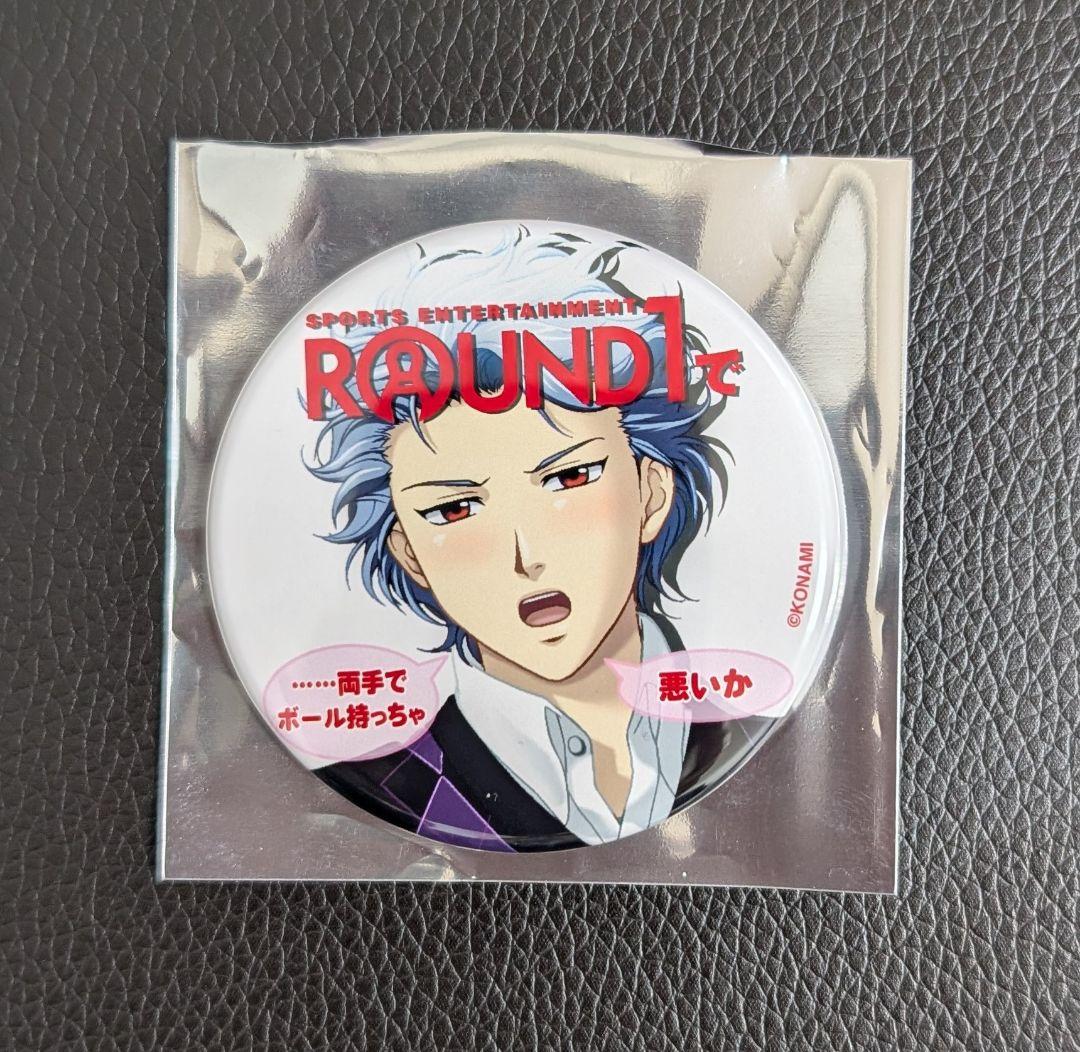 SPORTS ENTERTAINMENT
ROUND1で
……両手で
ボール持っちゃ
悪いか
©KONAMI